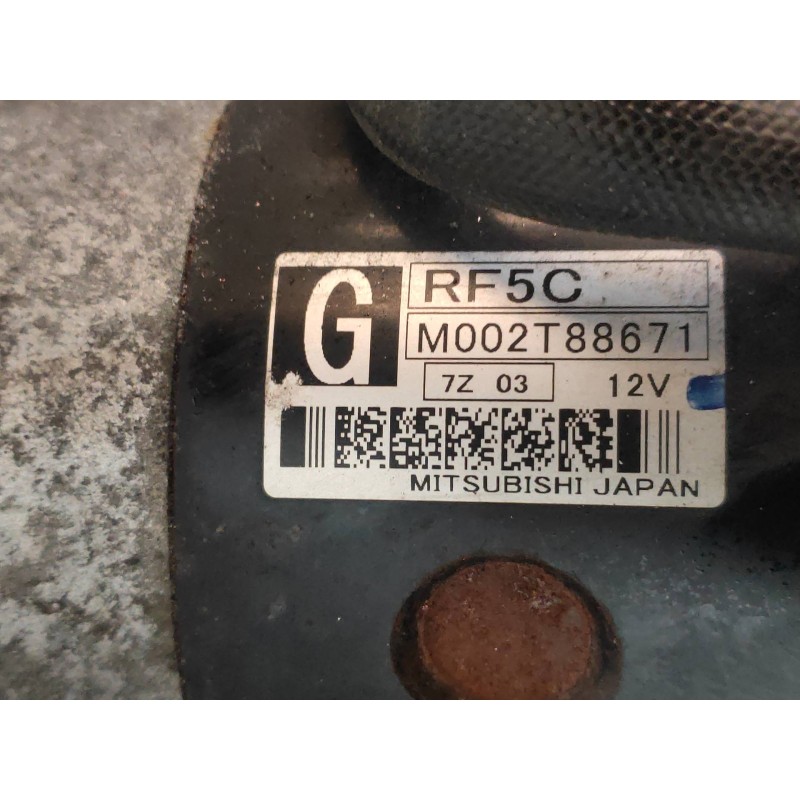 G
RF5C
M002T88671
7Z 03
12V
MITSUBISHI JAPAN